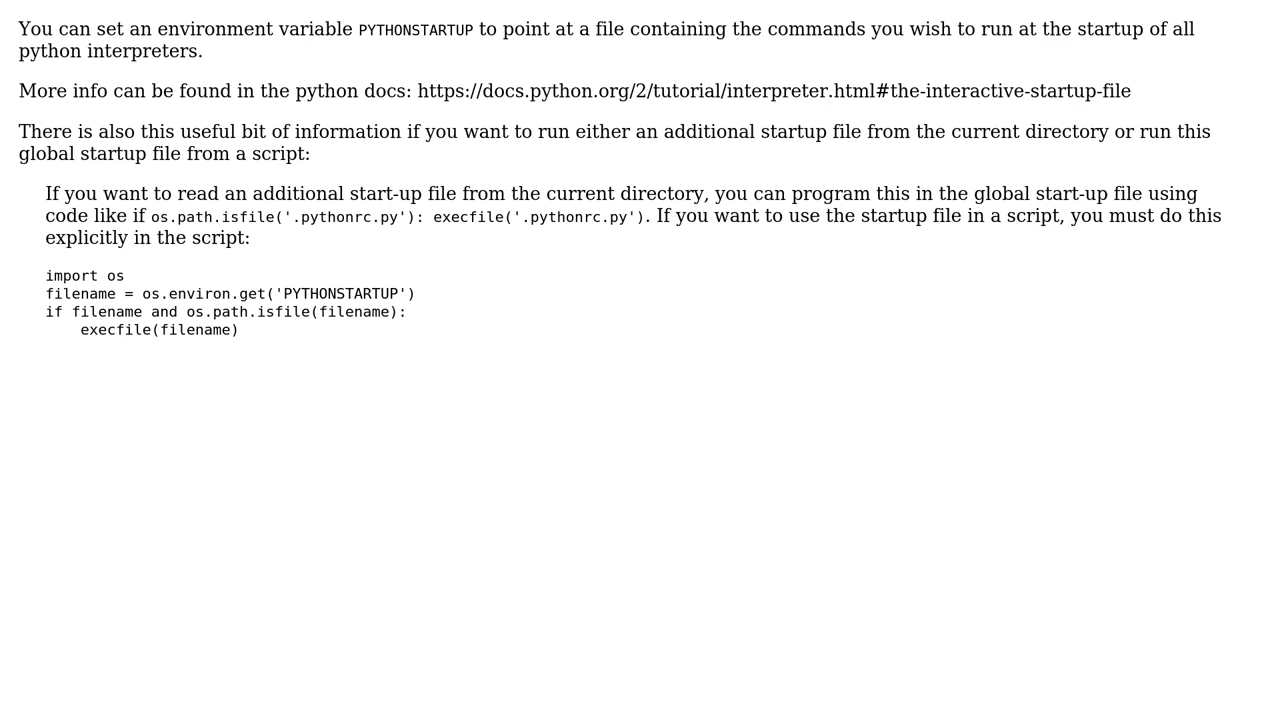 You can set an environment variable PYTHONSTARTUP to point at a file containing the commands you wish to run at the startup of all
python interpreters.
More info can be found in the python docs: https://docs.python.org/2/tutorial/interpreter.html#the-interactive-startup-file
There is also this useful bit of information if you want to run either an additional startup file from the current directory or run this
global startup file from a script:
If you want to read an additional start-up file from the current directory, you can program this in the global start-up file using
code like if os.path.isfile('.pythonrc.py'): execfile('.pythonrc.py'). If you want to use the startup file in a script, you must do this
explicitly in the script:
import os
filename = os.environ.get('PYTHONSTARTUP')
if filename and os.path.isfile(filename):
    execfile(filename)